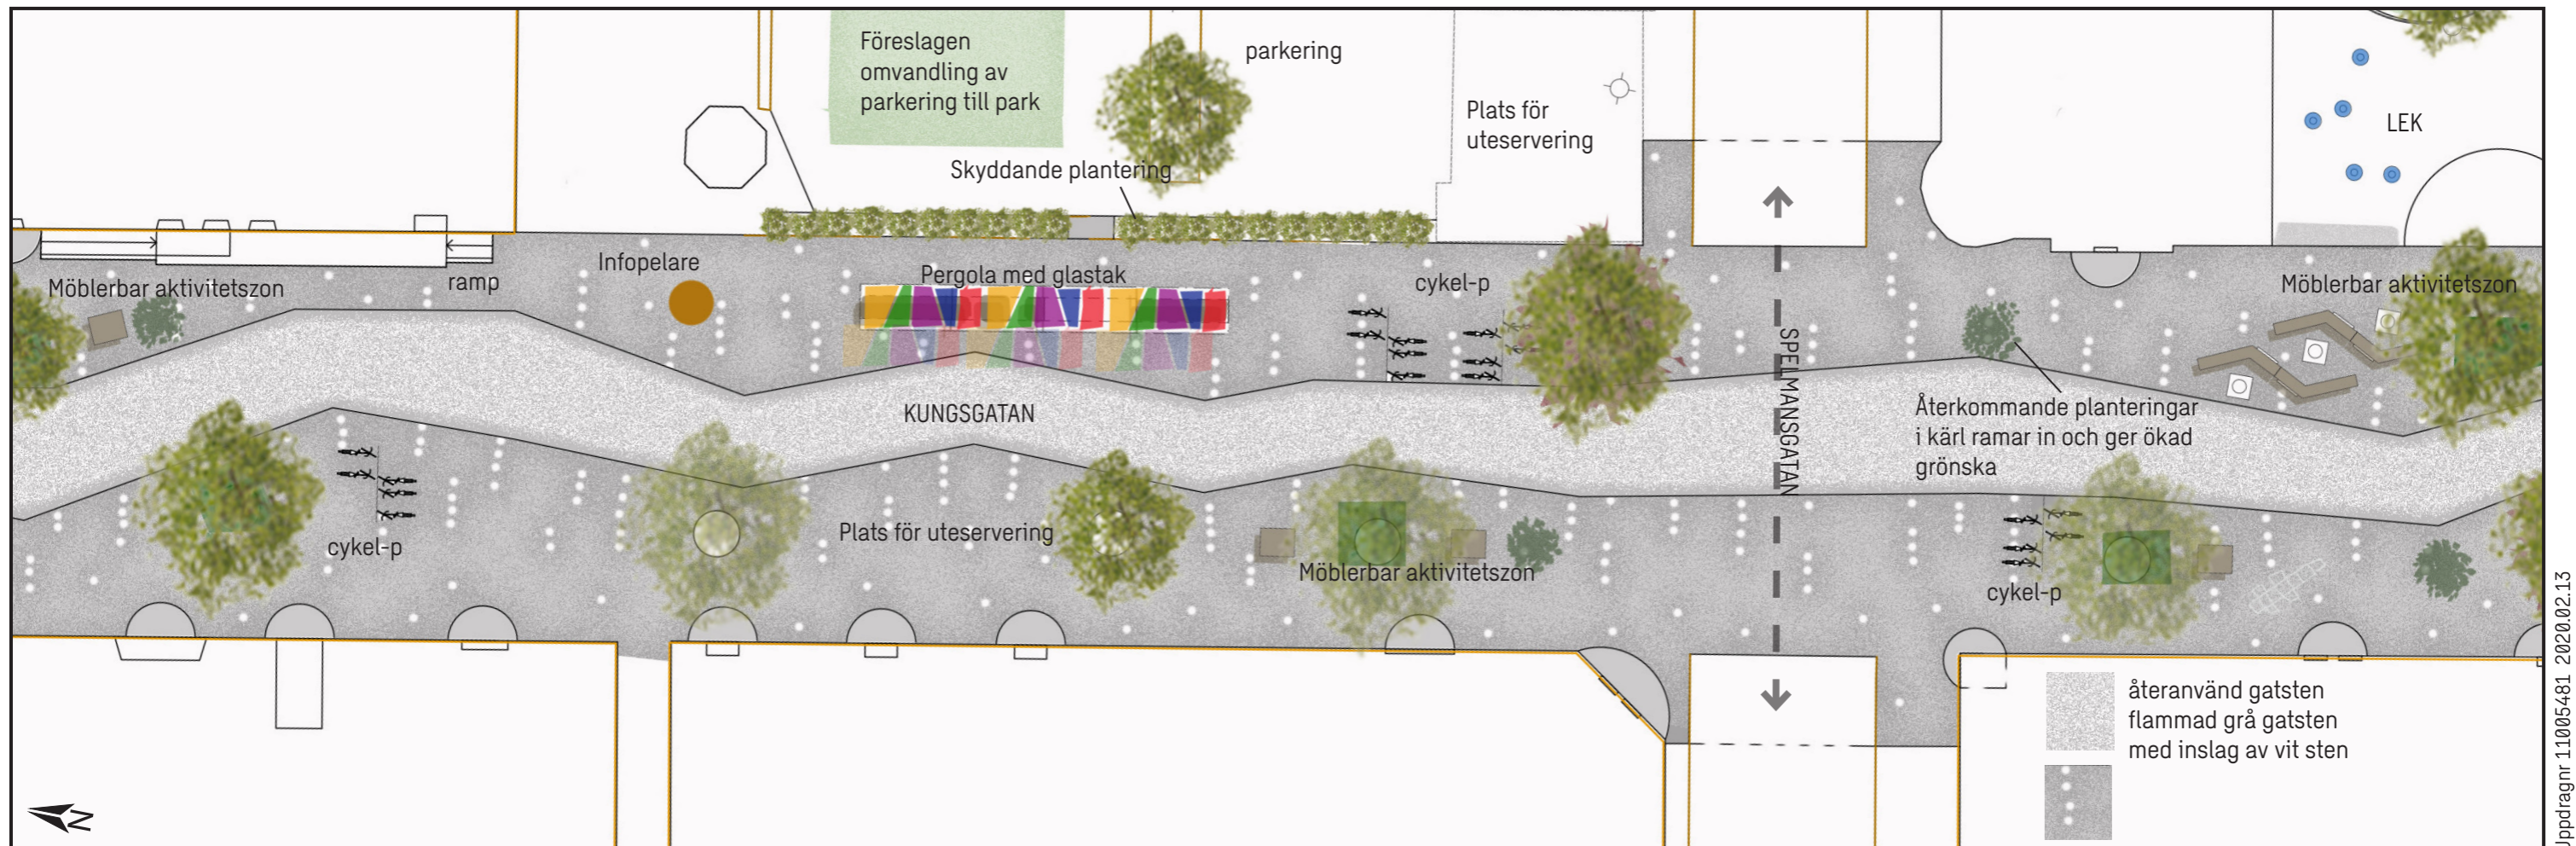 Föreslagen
omvandling av
parkering till park
parkering
Plats för
uteservering
LEK
Skyddande plantering
Möblerbar aktivitetszon
ramp
Infopelare
Pergola med glastak
cykel-p
Möblerbar aktivitetszon
KUNGSGATAN
SPELMANSGATAN
Återkommande planteringar
i kärl ramar in och ger ökad
grönska
cykel-p
Plats för uteservering
Möblerbar aktivitetszon
cykel-p
återanvänd gatsten
flammad grå gatsten
med inslag av vit sten
N
Uppdragnr 11005481 2020.02.13